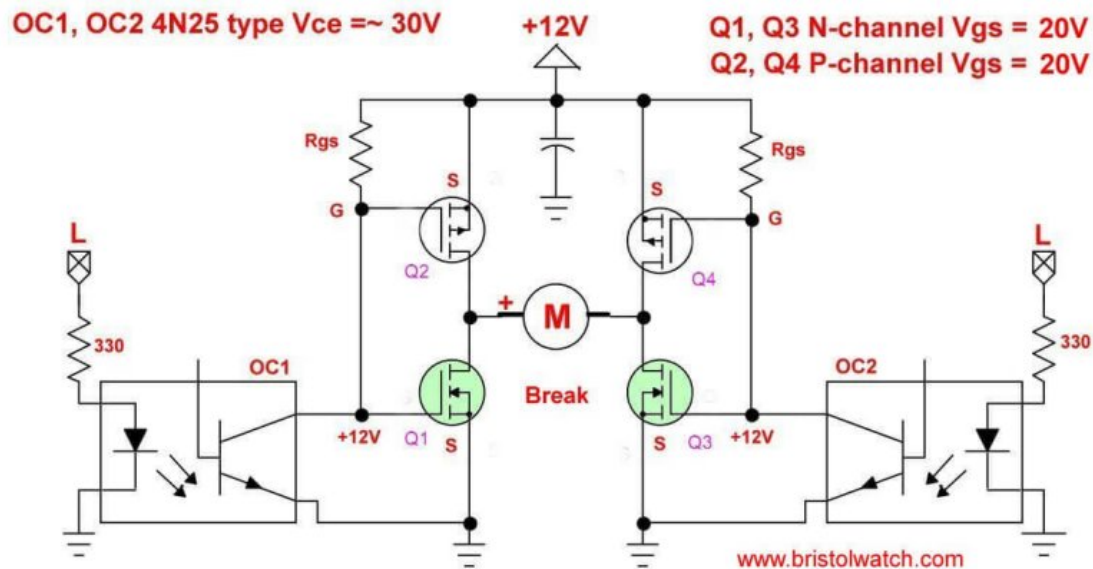 OC1, OC2 4N25 type Vce =~ 30V
+12V
Q1, Q3 N-channel Vgs = 20V
Q2, Q4 P-channel Vgs = 20V
Rgs
Rgs
S
S
G
G
L
L
Q2
Q4
+
M
330
330
OC1
OC2
Break
+12V
Q1
S
S
Q3
+12V
www.bristolwatch.com